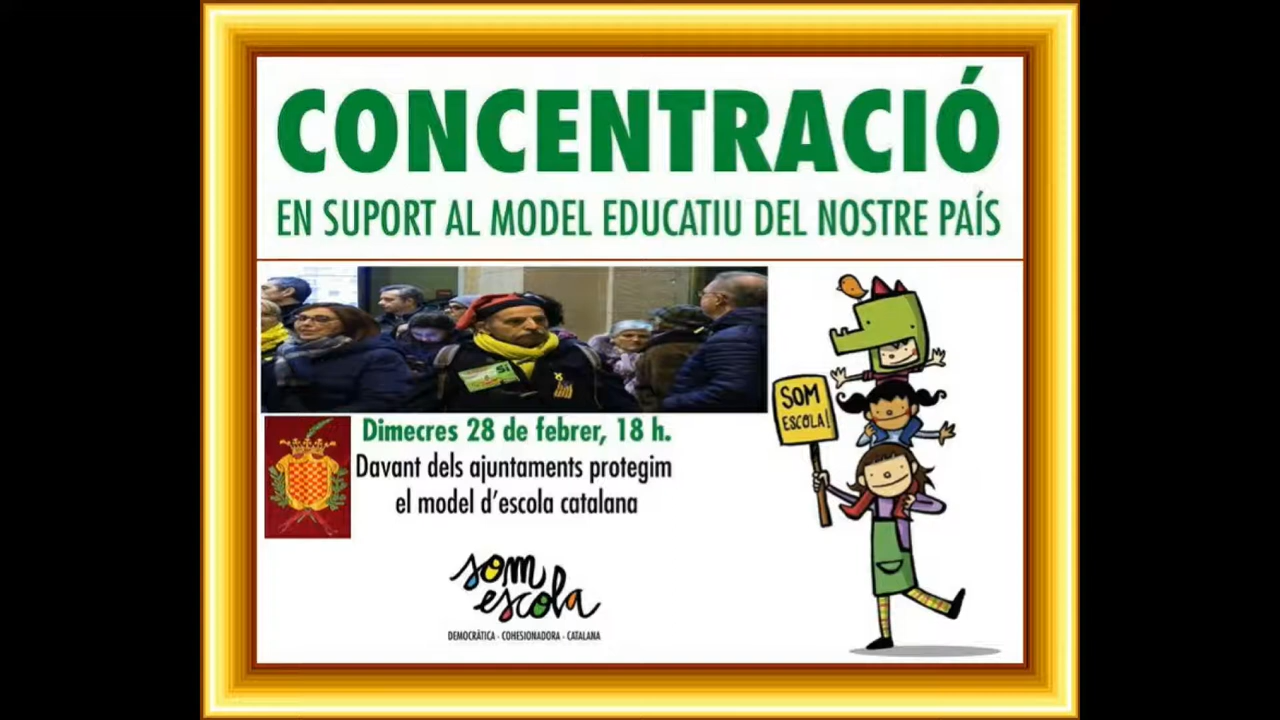 CONCENTRACIÓ
EN SUPORT AL MODEL EDUCATIU DEL NOSTRE PAÍS
SÍ
SOM
ESCOLA!
Dimecres 28 de febrer, 18 h.
Davant dels ajuntaments protegim
el model d'escola catalana
som
escola
DEMOCRÀTICA - COHESIONADORA - CATALANA